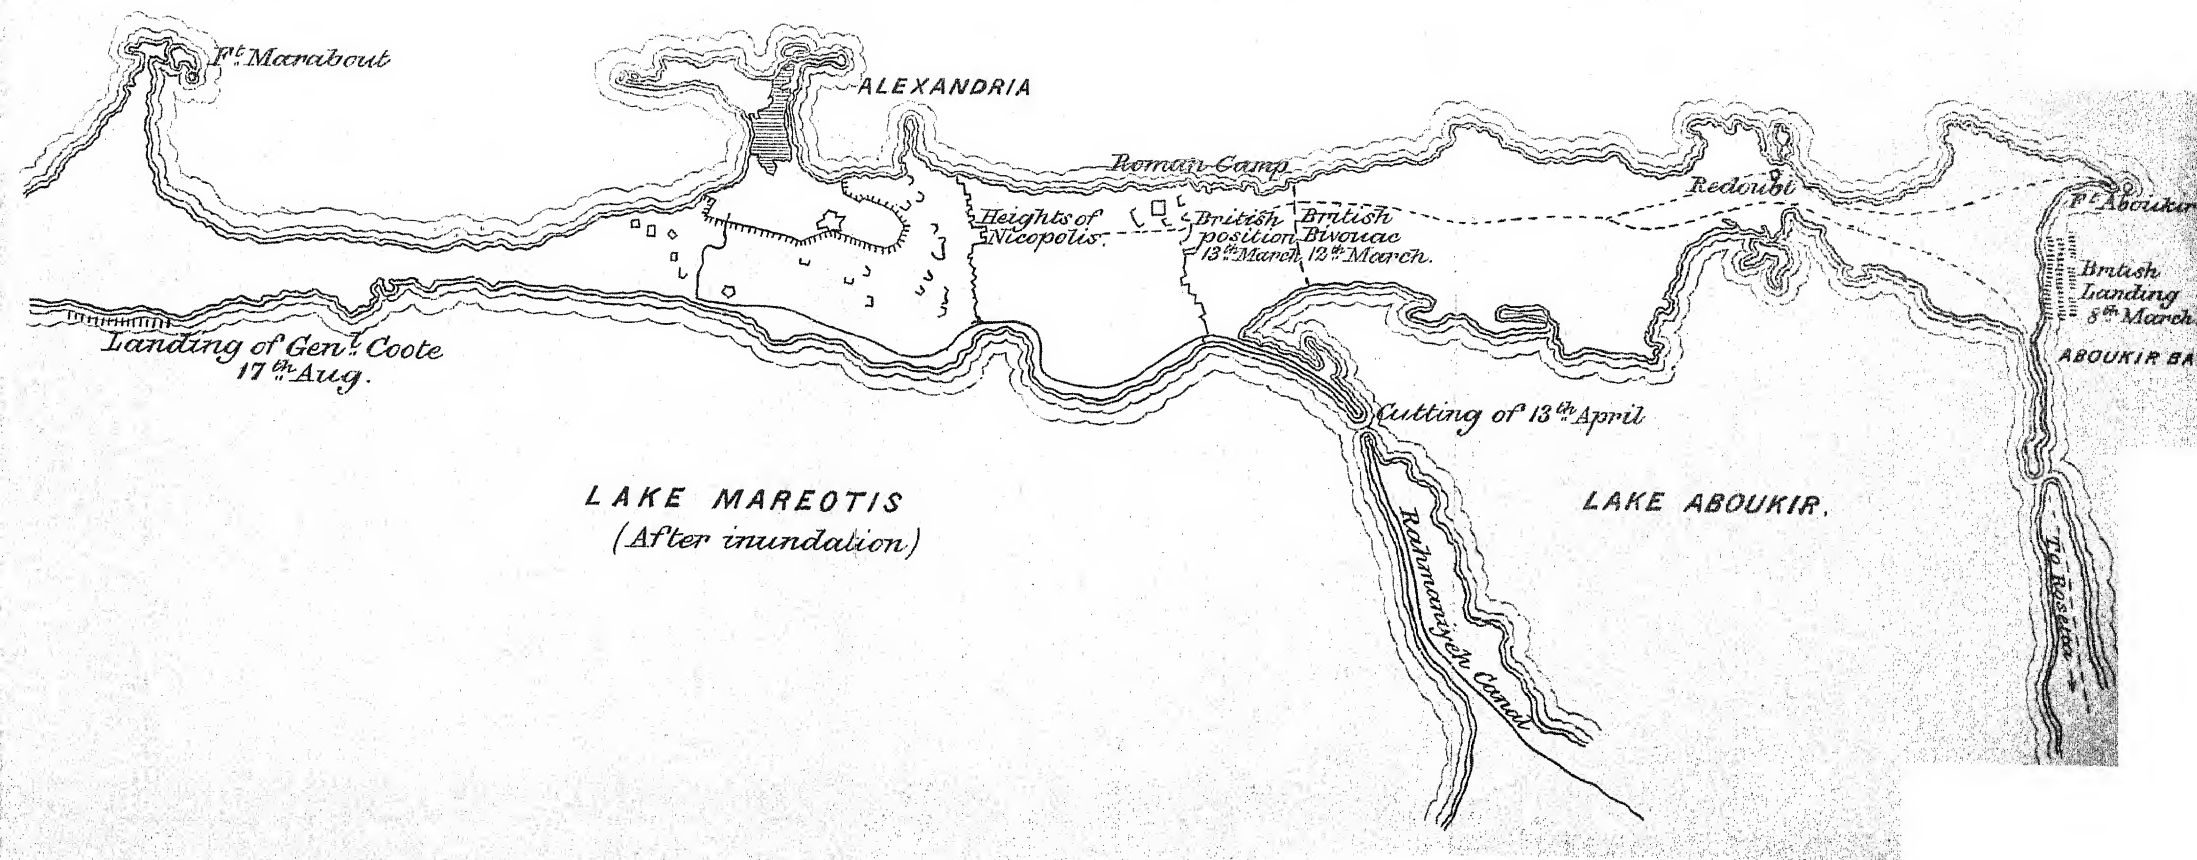 Ft. Marabout
ALEXANDRIA
Roman Camp
Redoubt
Ft. Aboukir
Heights of
Nicopolis.
British
position
13th March
British
Bivouac
12th March.
British
Landing
8th March
ABOUKIR BA
Landing of Genl. Coote
17th Aug.
Cutting of 13th April
LAKE MAREOTIS
(After inundation)
LAKE ABOUKIR.
Rahmaniyeh Canal
To Rosetta